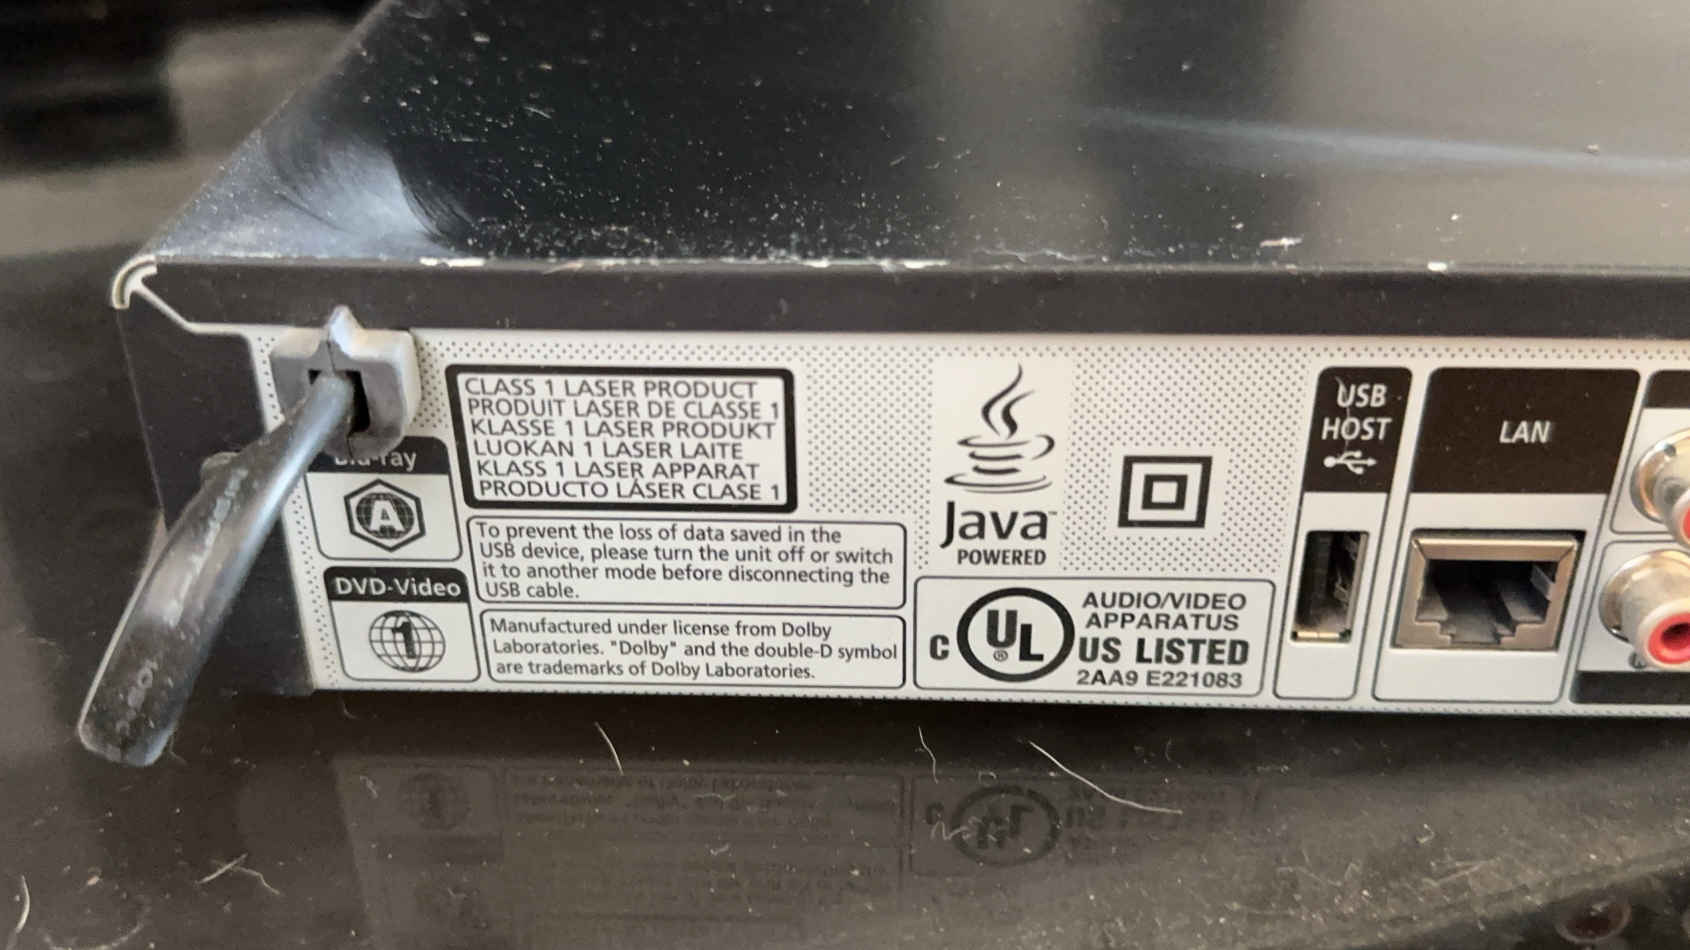 CLASS 1 LASER PRODUCT
PRODUIT LASER DE CLASSE 1
KLASSE 1 LASER PRODUKT
LUOKAN 1 LASER LAITE
KLASS 1 LASER APPARAT
PRODUCTO LÁSER CLASE 1
Blu-ray
A
To prevent the loss of data saved in the
USB device, please turn the unit off or switch
it to another mode before disconnecting the
USB cable.
DVD-Video
1
Manufactured under license from Dolby
Laboratories. "Dolby" and the double-D symbol
are trademarks of Dolby Laboratories.
Java™
POWERED
C UL ®
AUDIO/VIDEO
APPARATUS
US LISTED
2AA9 E221083
USB
HOST
LAN